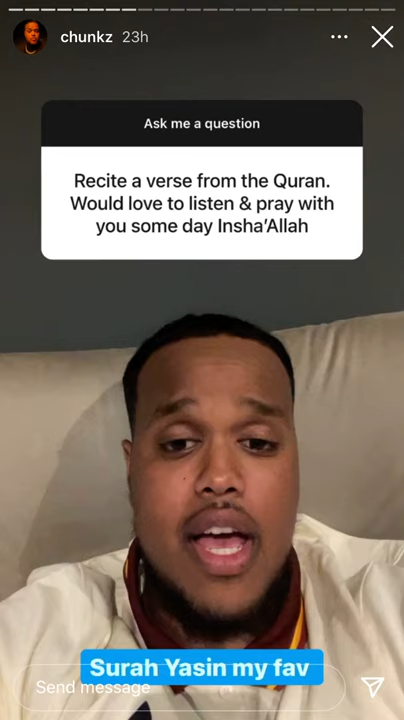 chunkz 23h
Ask me a question
Recite a verse from the Quran.
Would love to listen & pray with
you some day Insha’Allah
Surah Yasin my fav
Send message